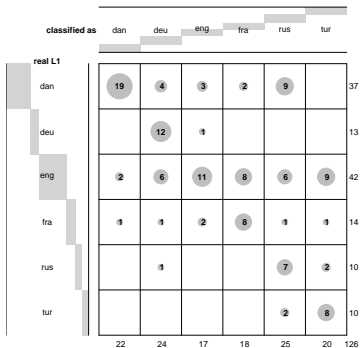 classified as dan deu eng fra rus tur
real L1
dan 19 4 3 2 9 37
deu 12 1 13
eng 2 6 11 8 6 9 42
fra 1 1 2 8 1 1 14
rus 1 7 2 10
tur 2 8 10
22 24 17 18 25 20 126